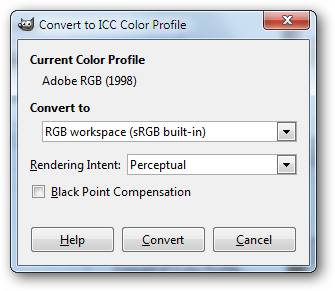 Convert to ICC Color Profile
Current Color Profile
Adobe RGB (1998)
Convert to
RGB workspace (sRGB built-in)
Rendering Intent: Perceptual
Black Point Compensation
Help Convert Cancel